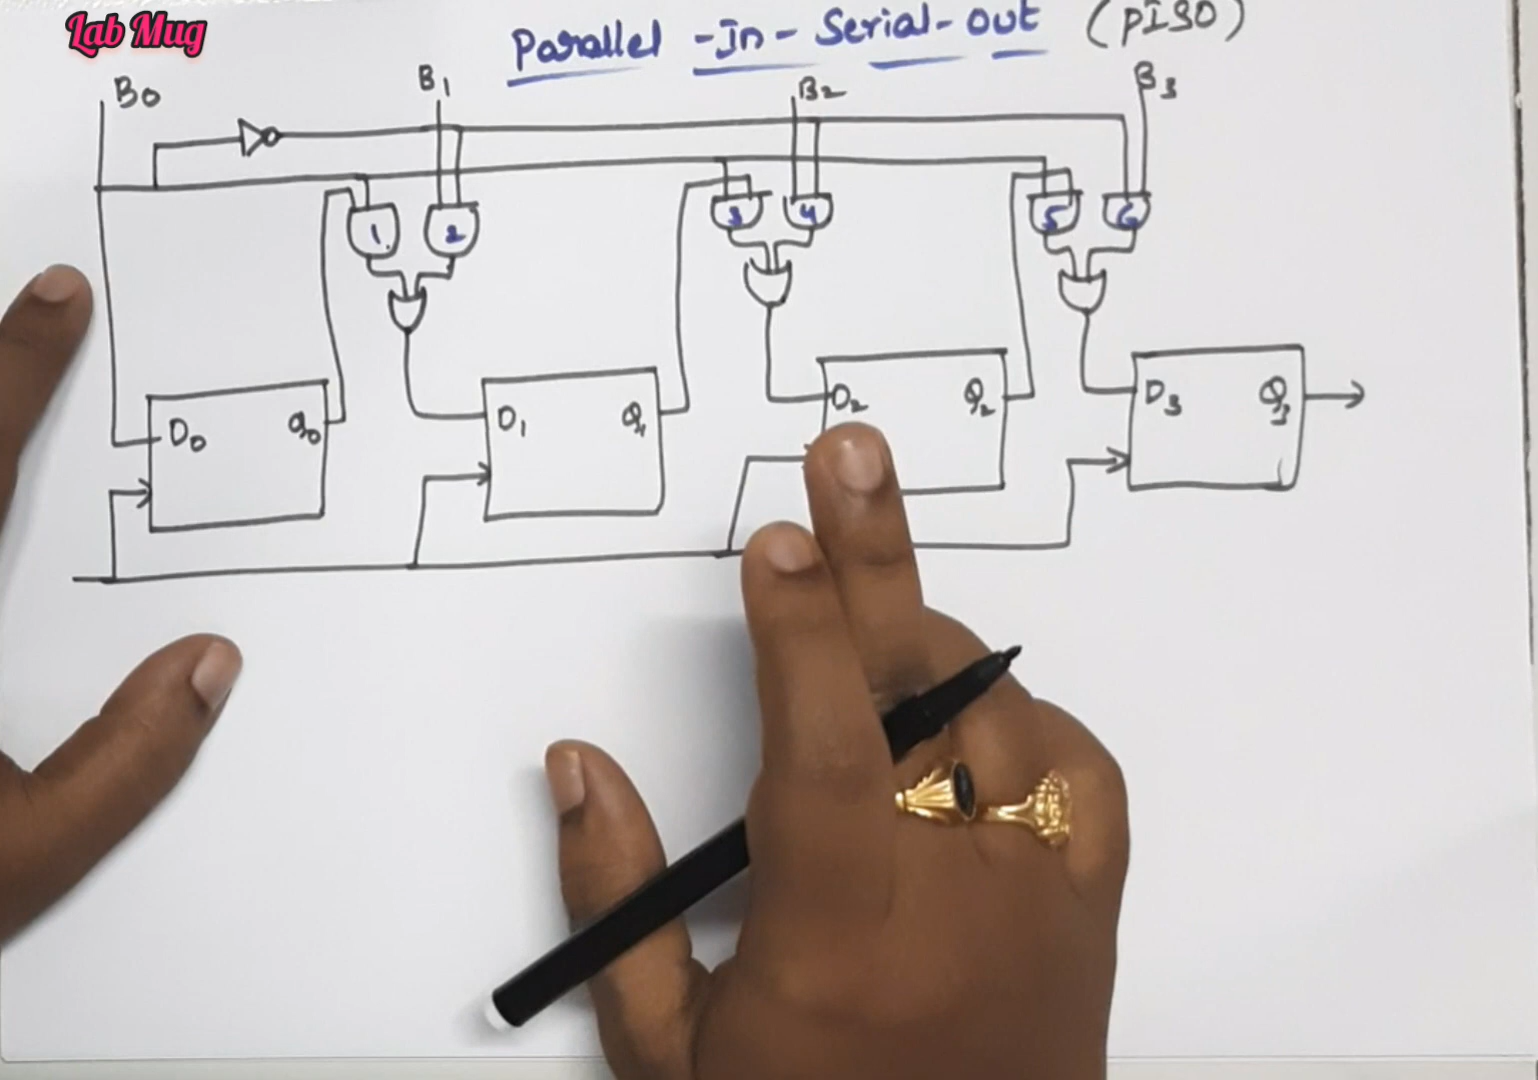 Lab Mug
Parallel -In- Serial-out (PISO)
B0 B1 B2 B3
1 2 3 4 5 6
D0 Q0 D1 Q1 D2 Q2 D3 Q3